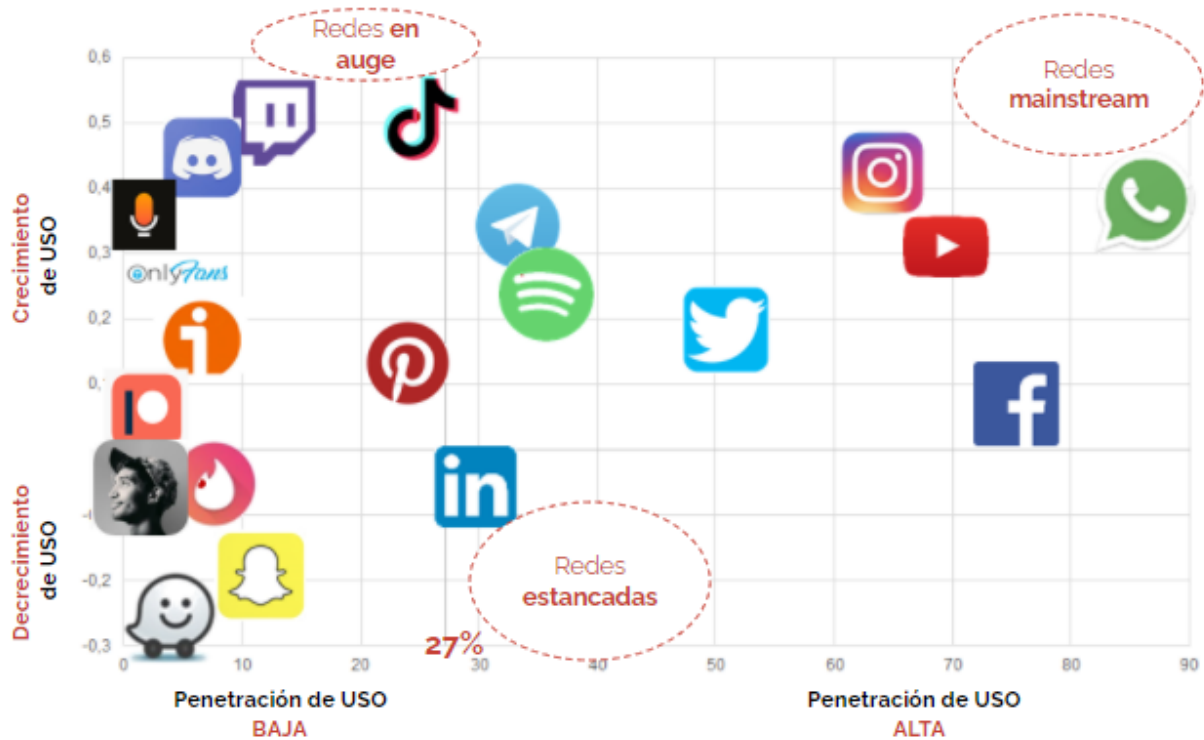 Redes en
auge
Redes
mainstream
0,6
0,5
0,4
0,3
OnlyFans
0,2
0,
in
Redes
estancadas
-0,2
-0,3
27%
0
10
20
30
40
50
60
70
80
90
Crecimiento
de USO
Decrecimiento
de USO
Penetración de USO
BAJA
Penetración de USO
ALTA